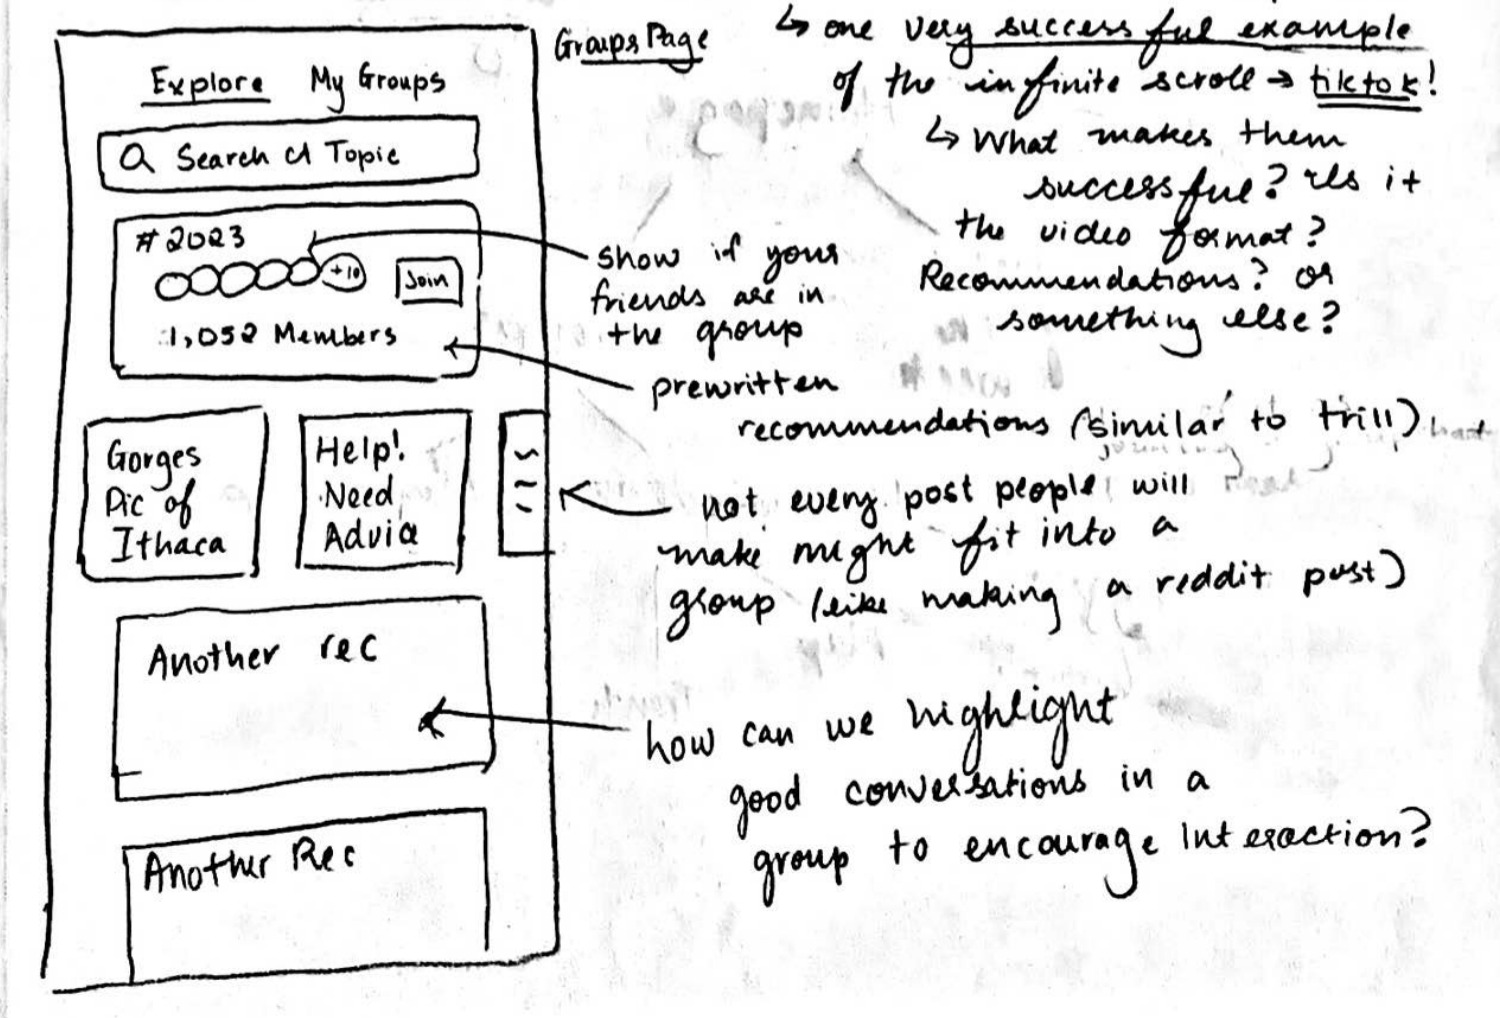 Groups Page
Explore My Groups
Search a Topic
#2023
+10
Join
1,052 Members
Gorges
Pic of
Ithaca
Help!
Need
Advice
Another rec
Another Rec
↳ one very successful example
of the infinite scroll → tiktok!
↳ What makes them
successful? Is it
the video format?
Recommendations? or
something else?
show if your
friends are in
the group
prewritten
recommendations (similar to trill)
not every post people will
make might fit into a
group (like making a reddit post)
how can we highlight
good conversations in a
group to encourage interaction?